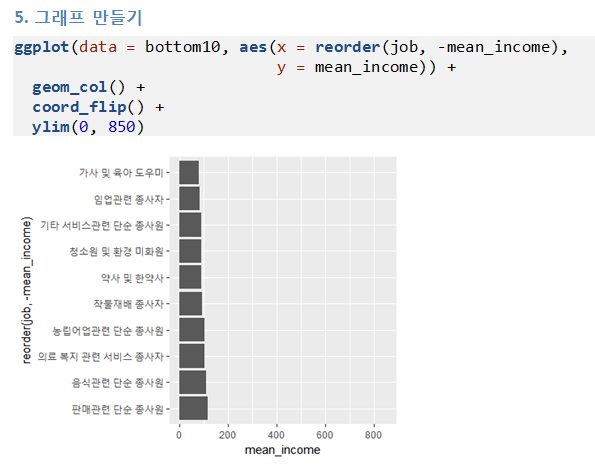 5. 그래프 만들기
ggplot(data = bottom10, aes(x = reorder(job, -mean_income),
y = mean_income)) +
geom_col() +
coord_flip() +
ylim(0, 850)
reorder(job, -mean_income)
가사 및 육아 도우미
임업관련 종사자
기타 서비스관련 단순 종사원
청소원 및 환경 미화원
약사 및 한약사
작물재배 종사자
농립어업관련 단순 종사원
의료 복지 관련 서비스 종사자
음식관련 단순 종사원
판매관련 단순 종사원
0 200 400 600 800
mean_income